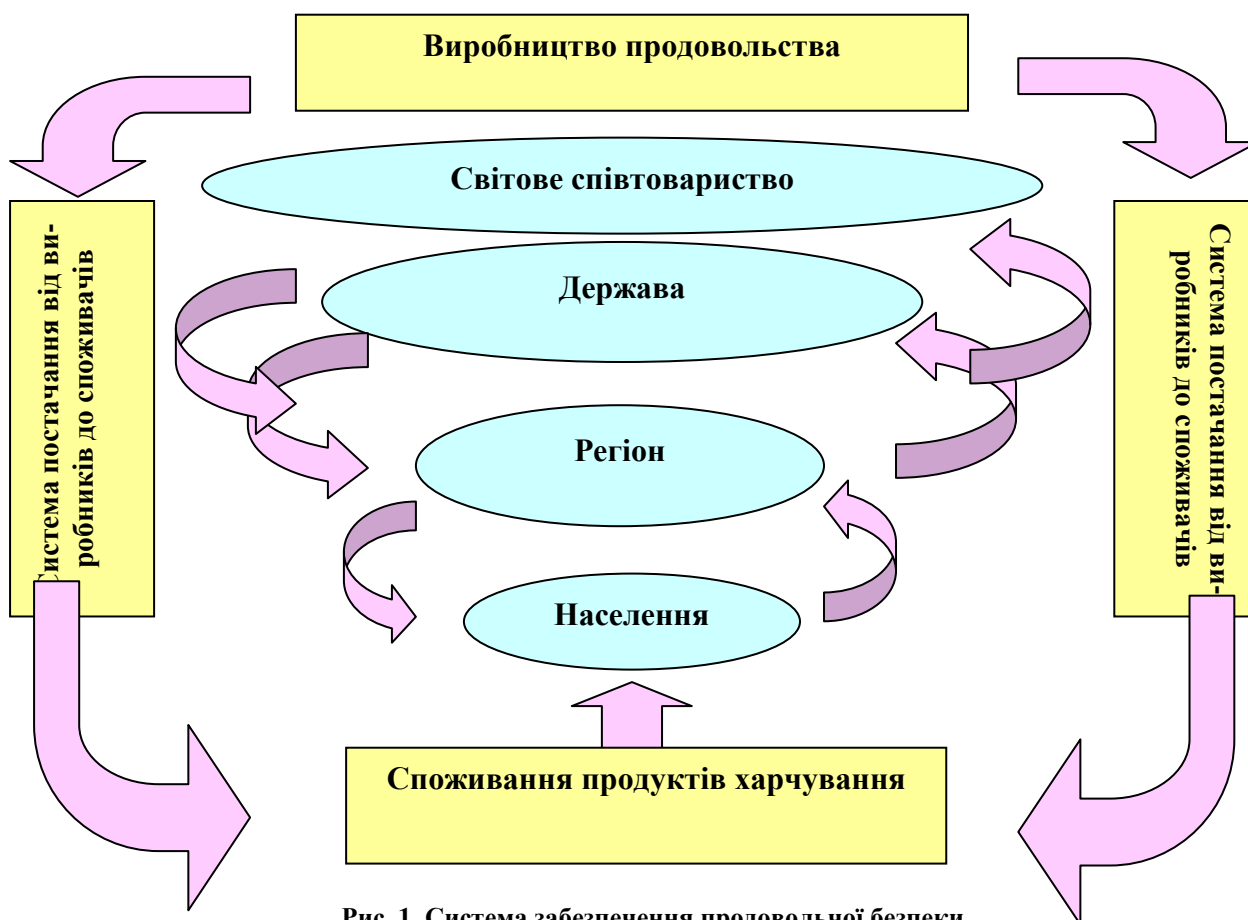 Виробництво продовольства
Світове співтовариство
Держава
Регіон
Населення
Система постачання від ви-
робників до споживачів
Система постачання від ви-
робників до споживачів
Споживання продуктів харчування
Рис. 1. Система забезпечення продовольчої безпеки